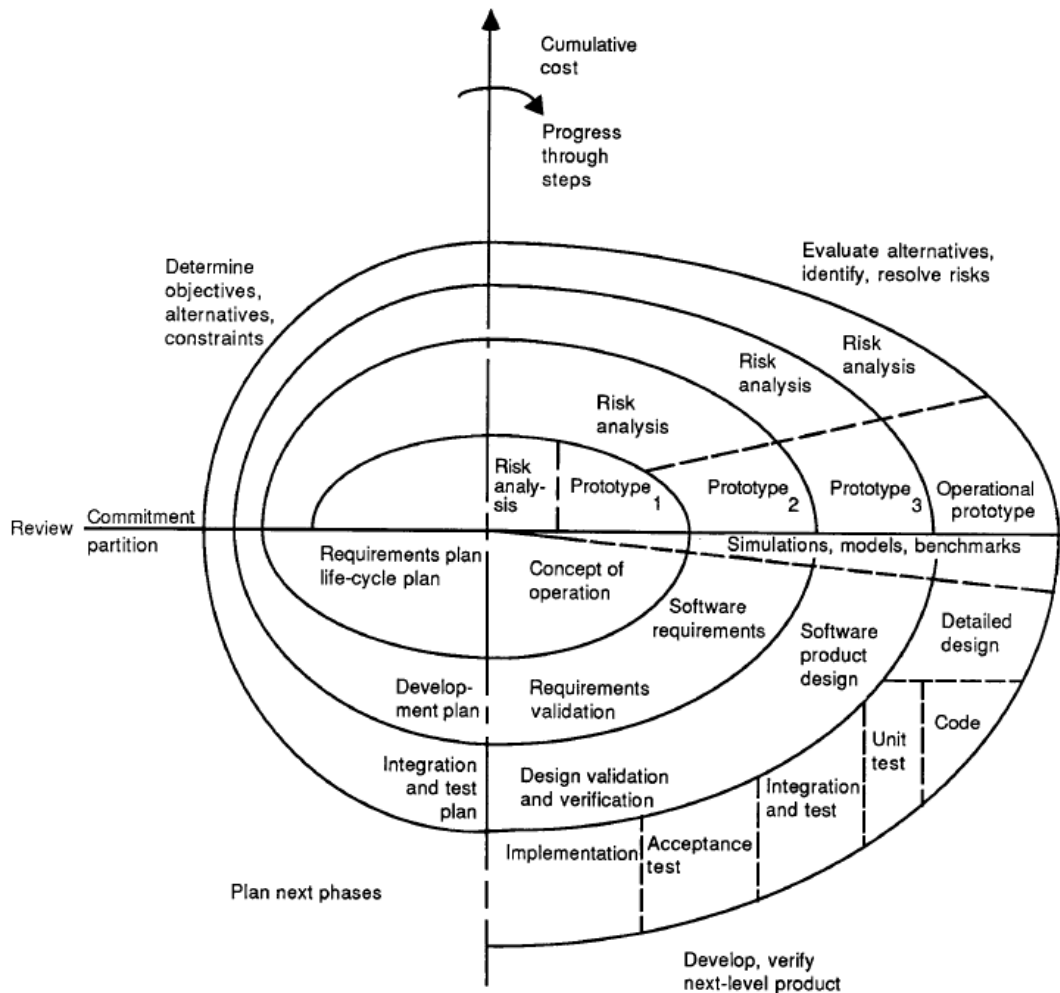 Cumulative
cost
Progress
through
steps
Evaluate alternatives,
identify, resolve risks
Determine
objectives,
alternatives,
constraints
Risk
analysis
Risk
analysis
Risk
analysis
Risk
analy-
sis
Prototype 1
Prototype 2
Prototype 3
Operational
prototype
Review
Commitment
partition
Simulations, models, benchmarks
Requirements plan
life-cycle plan
Concept of
operation
Software
requirements
Software
product
design
Detailed
design
Develop-
ment plan
Requirements
validation
Code
Unit
test
Integration
and test
plan
Design validation
and verification
Integration
and test
Acceptance
test
Implementation
Plan next phases
Develop, verify
next-level product